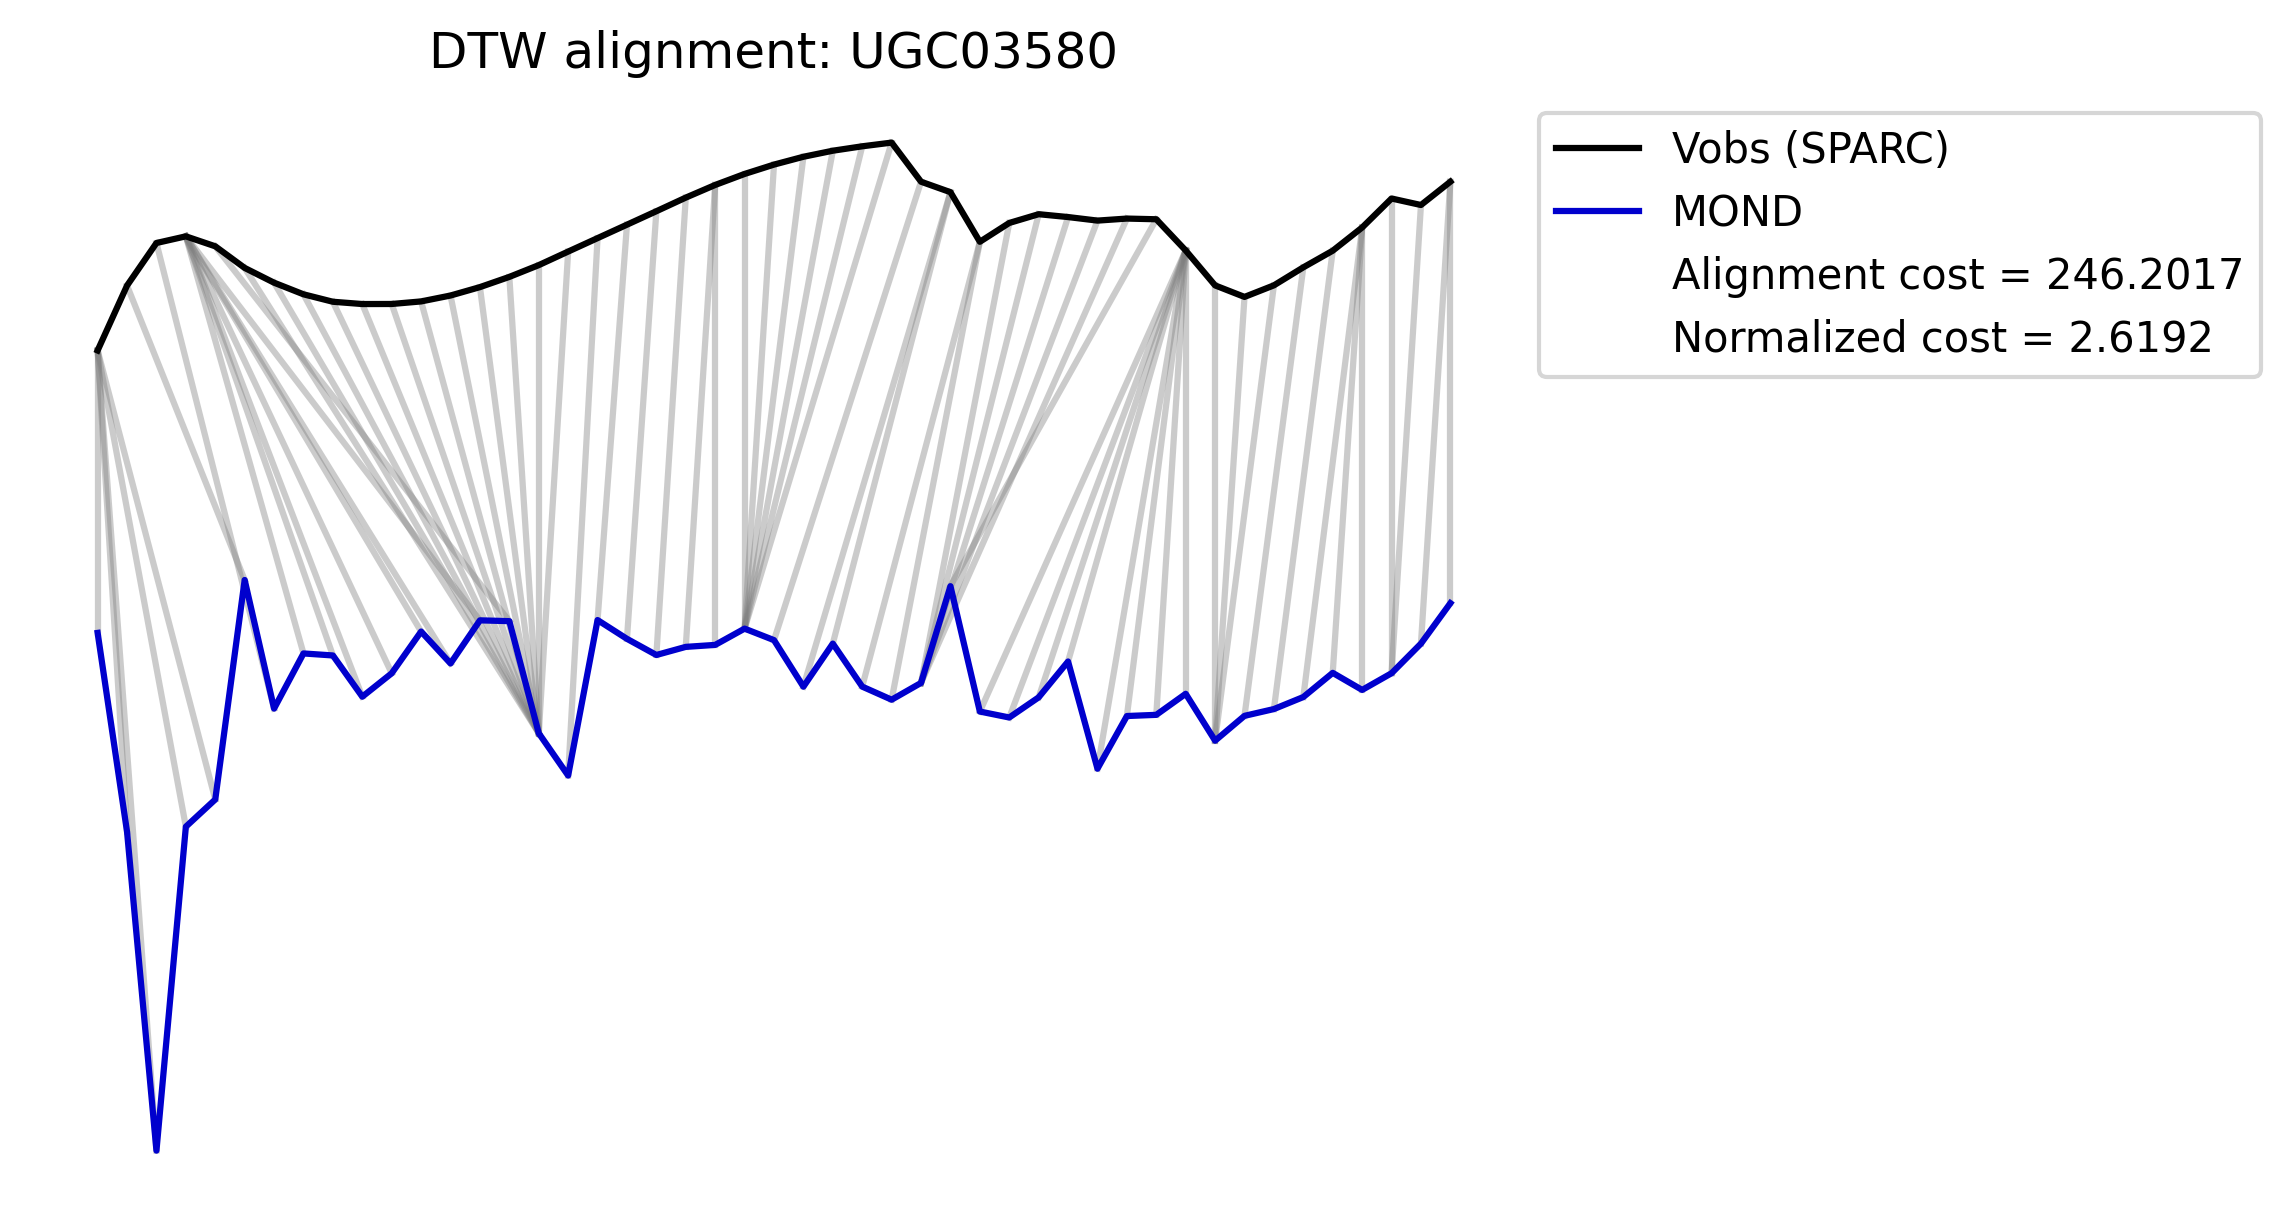 DTW alignment: UGC03580
Vobs (SPARC)
MOND
Alignment cost = 246.2017
Normalized cost = 2.6192